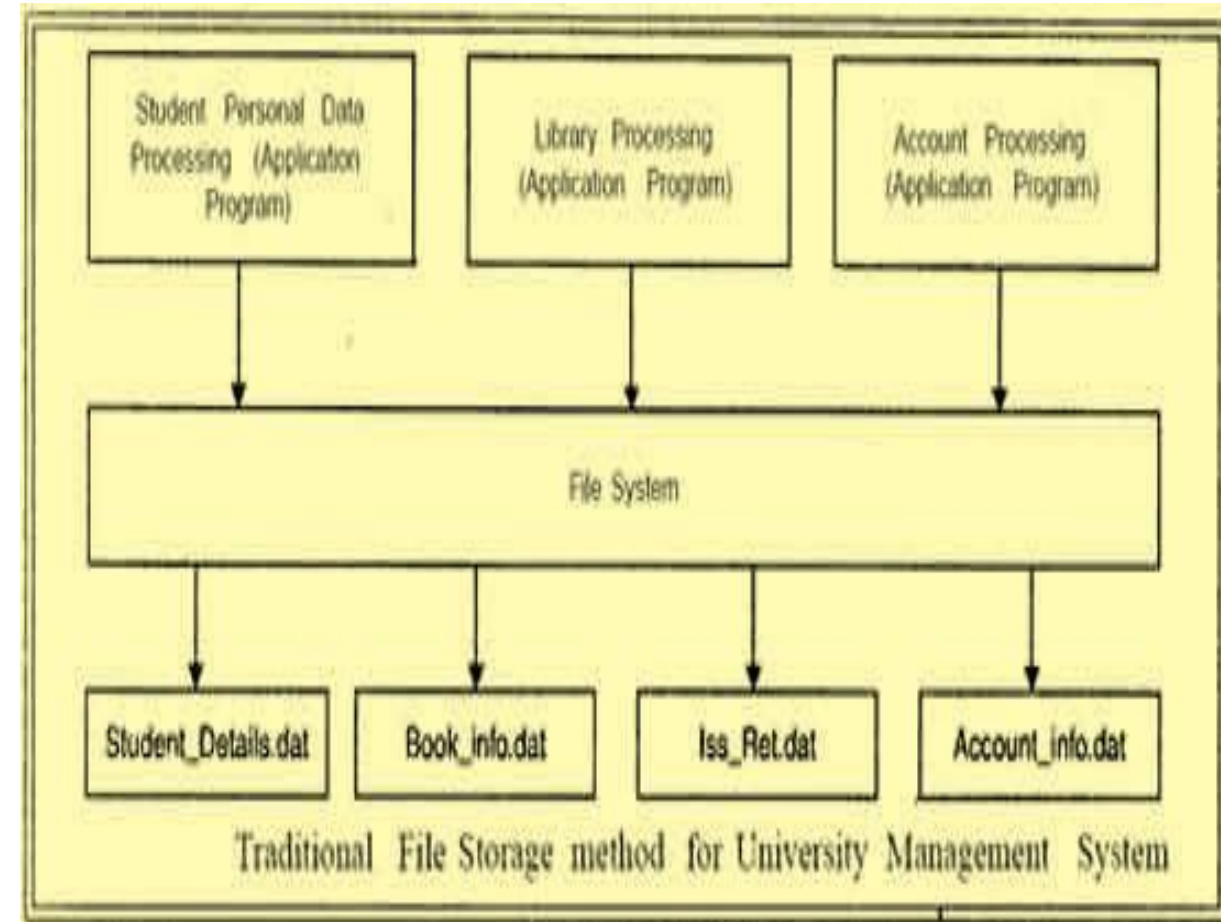 Student Personal Data
Processing (Application
Program)
Library Processing
(Application Program)
Account Processing
(Application Program)
File System
Student_Details.dat
Book_info.dat
Iss_Ret.dat
Account_info.dat
Traditional File Storage method for University Management System